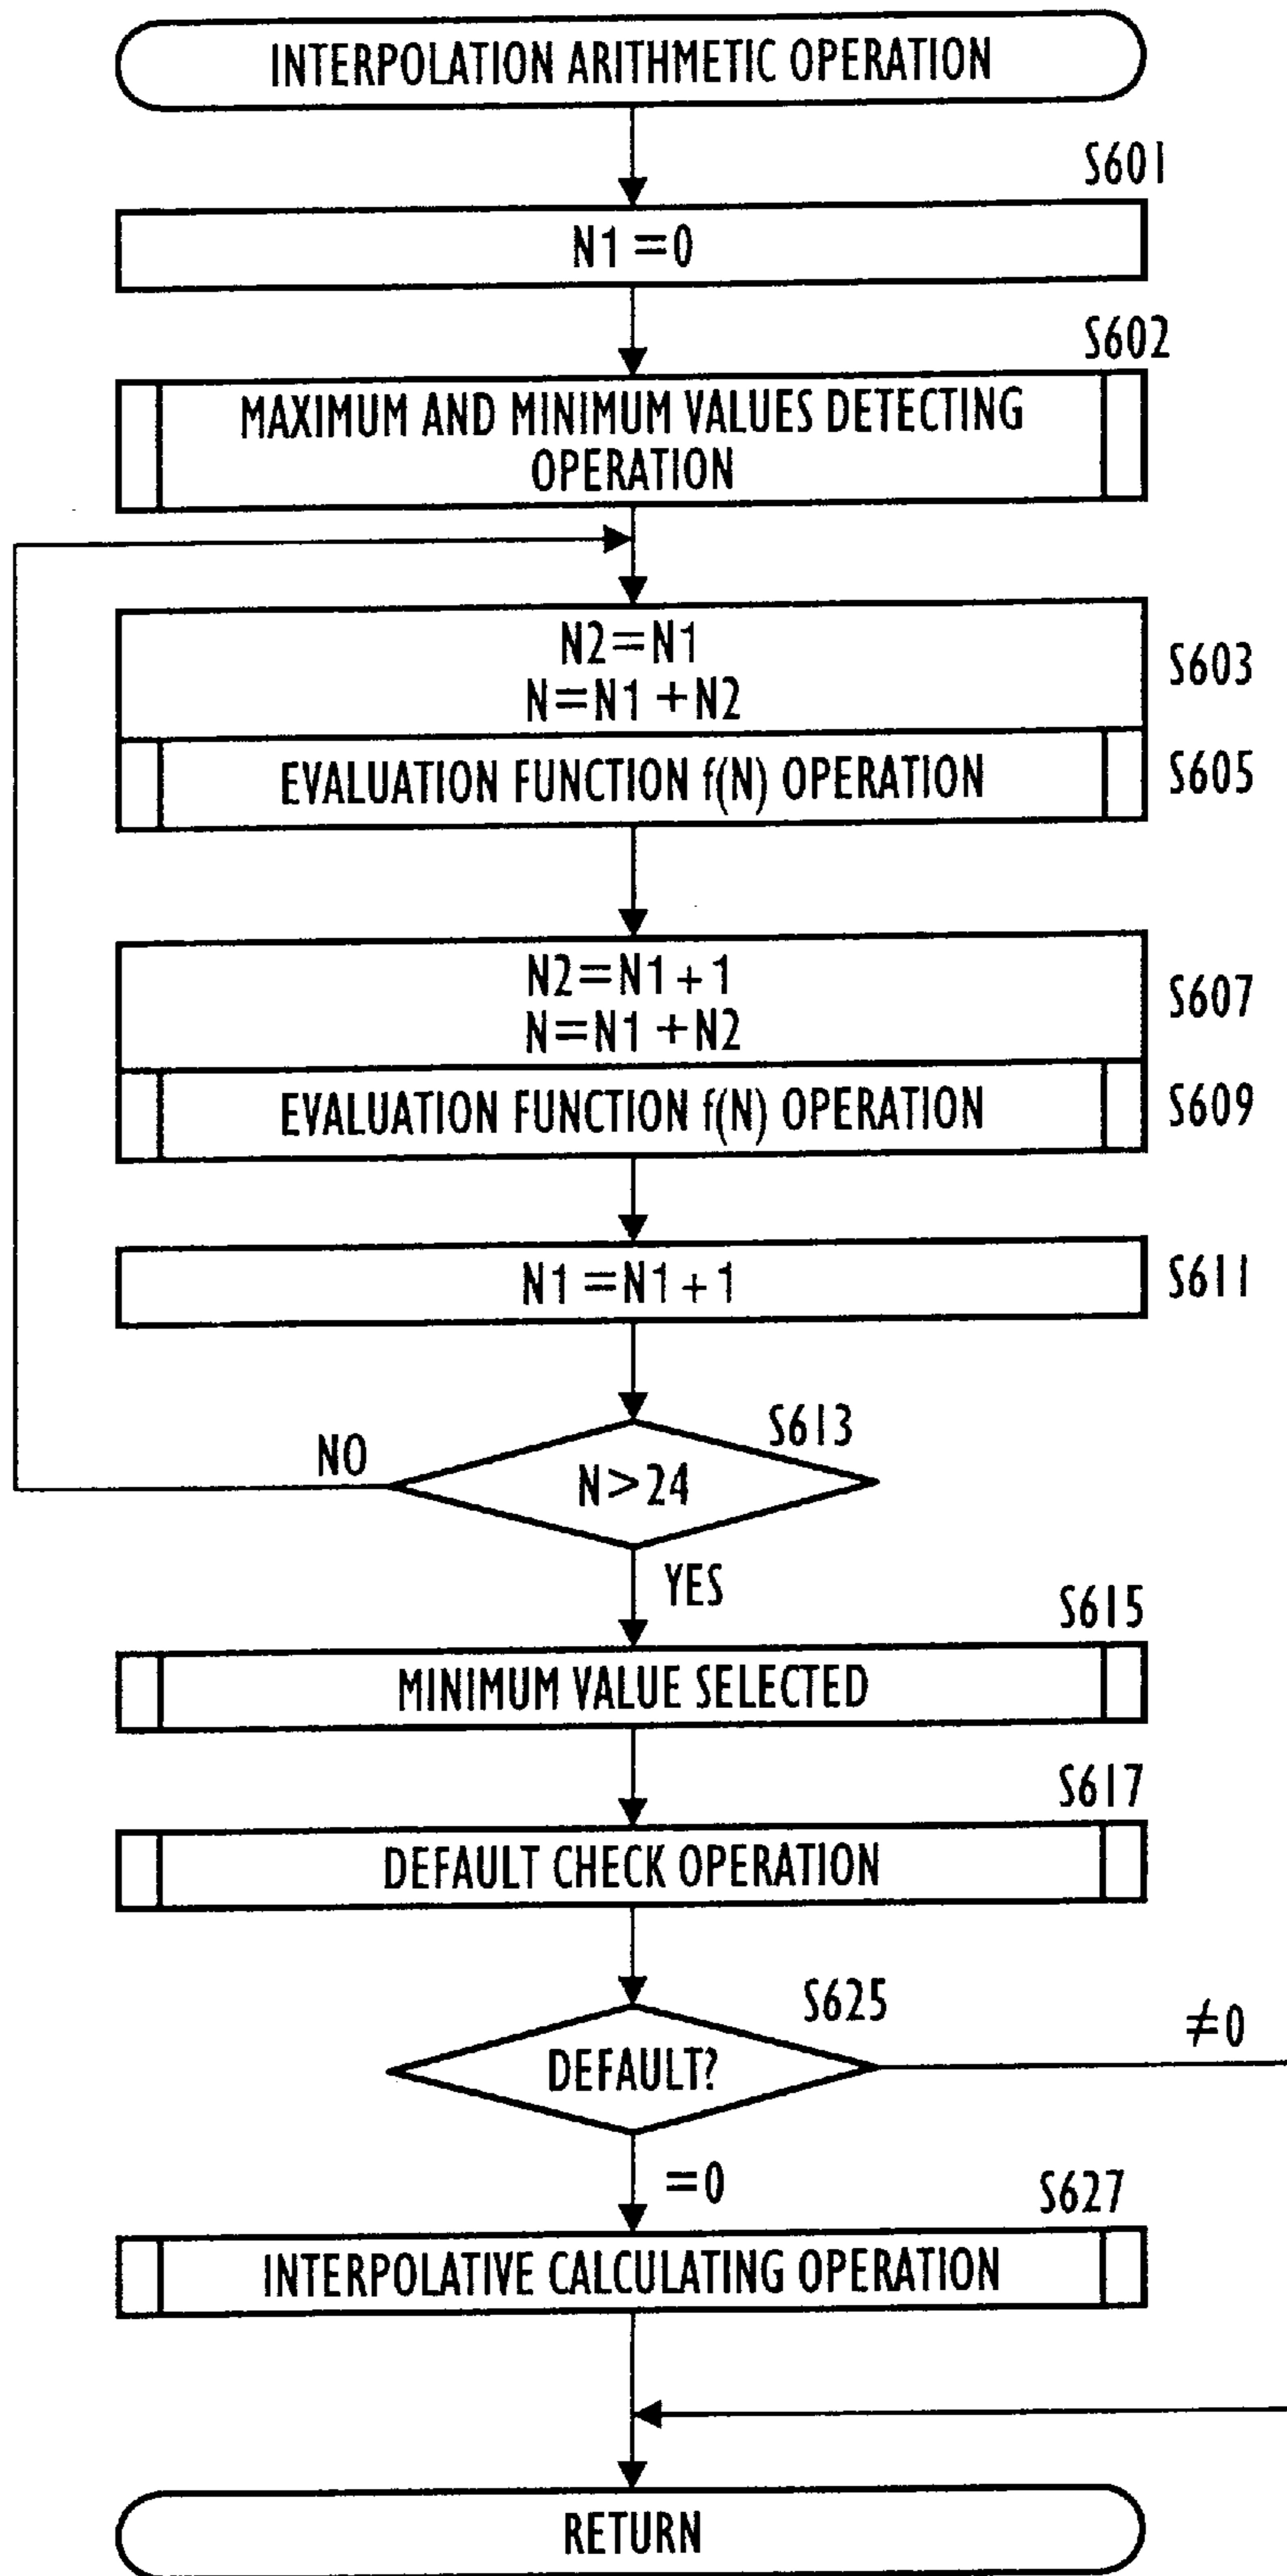 INTERPOLATION ARITHMETIC OPERATION
S601
N1=0
S602
MAXIMUM AND MINIMUM VALUES DETECTING
OPERATION
N2=N1
N=N1+N2
S603
EVALUATION FUNCTION f(N) OPERATION
S605
N2=N1+1
N=N1+N2
S607
EVALUATION FUNCTION f(N) OPERATION
S609
N1=N1+1
S611
S613
NO
N>24
YES
S615
MINIMUM VALUE SELECTED
S617
DEFAULT CHECK OPERATION
S625
≠0
DEFAULT?
=0
S627
INTERPOLATIVE CALCULATING OPERATION
RETURN